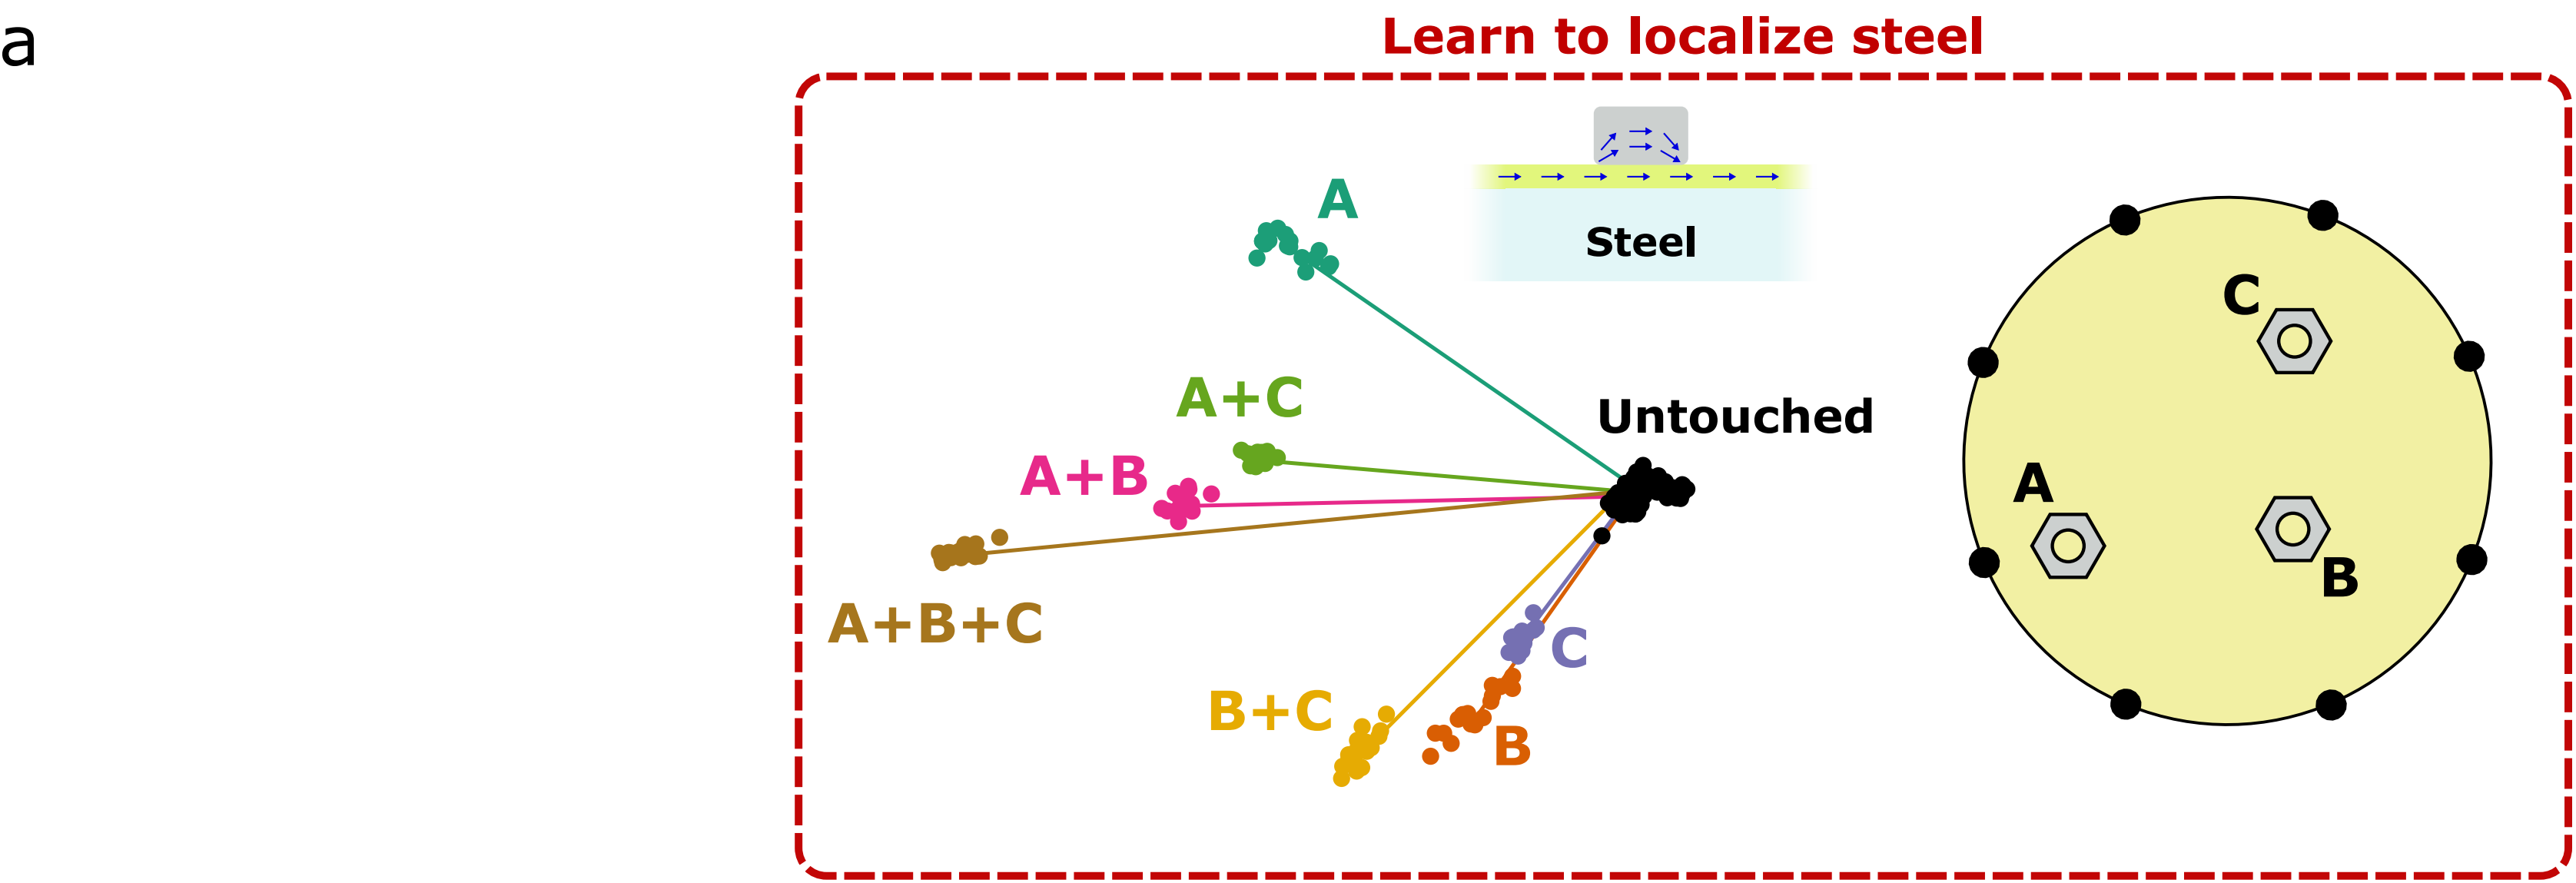 a
Learn to localize steel
A
Steel
C
A+C
Untouched
A+B
A
B
A+B+C
C
B+C
B